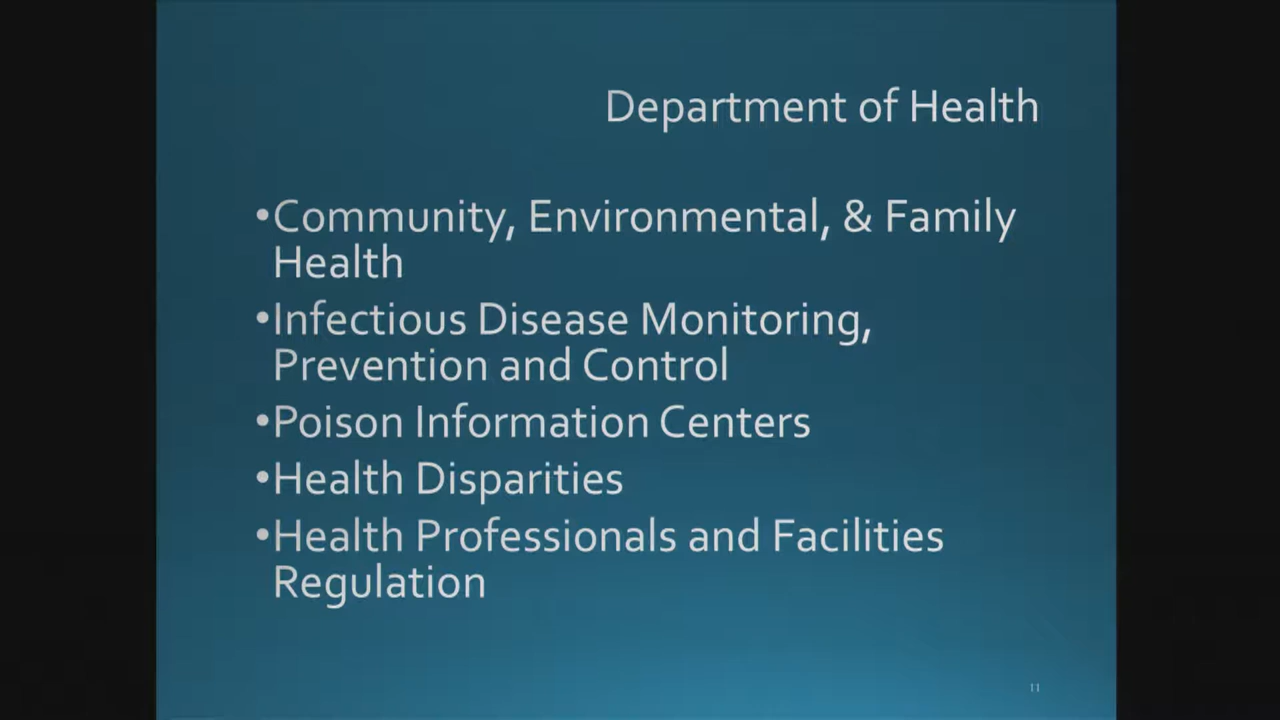 Department of Health
•Community, Environmental, & Family
Health
•Infectious Disease Monitoring,
Prevention and Control
•Poison Information Centers
•Health Disparities
•Health Professionals and Facilities
Regulation
11